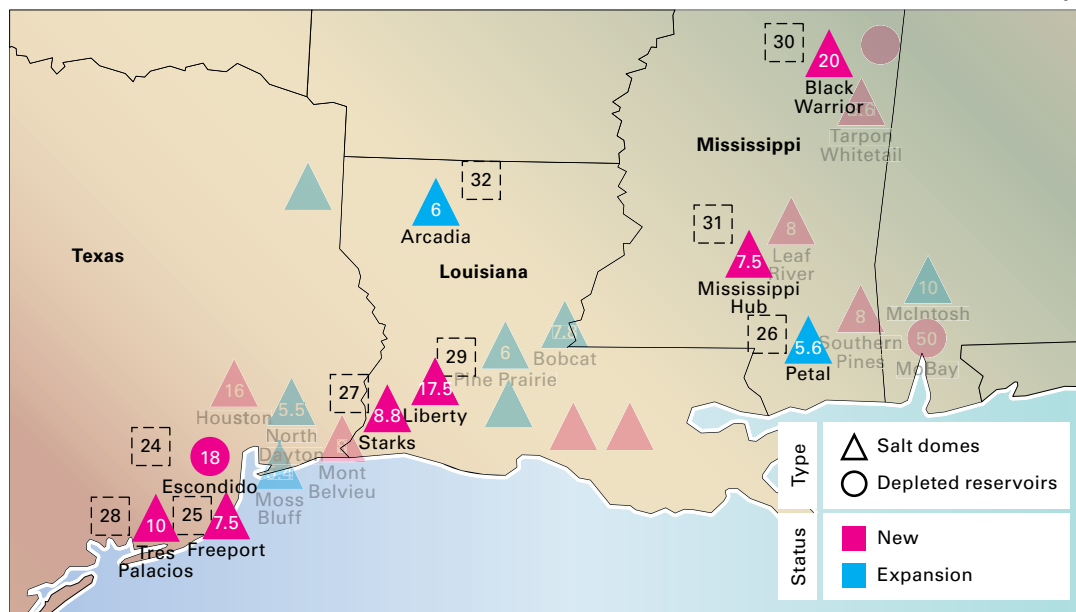 30
20
Black
Warrior
Tarpon
Whitetail
Mississippi
32
6
Arcadia
31
8
Leaf
River
7.5
Mississippi
Hub
Texas
Louisiana
10
McIntosh
26
8
Southern
Pines
5.6
Petal
50
MoBay
7.8
Bobcat
6
Pine Prairie
29
17.5
Liberty
27
8.8
Starks
16
Houston
5.5
North
Dayton
Mont
Belvieu
24
18
Escondido
Moss
Bluff
28
10
Tres
Palacios
25
7.5
Freeport
Type
Salt domes
Depleted reservoirs
Status
New
Expansion